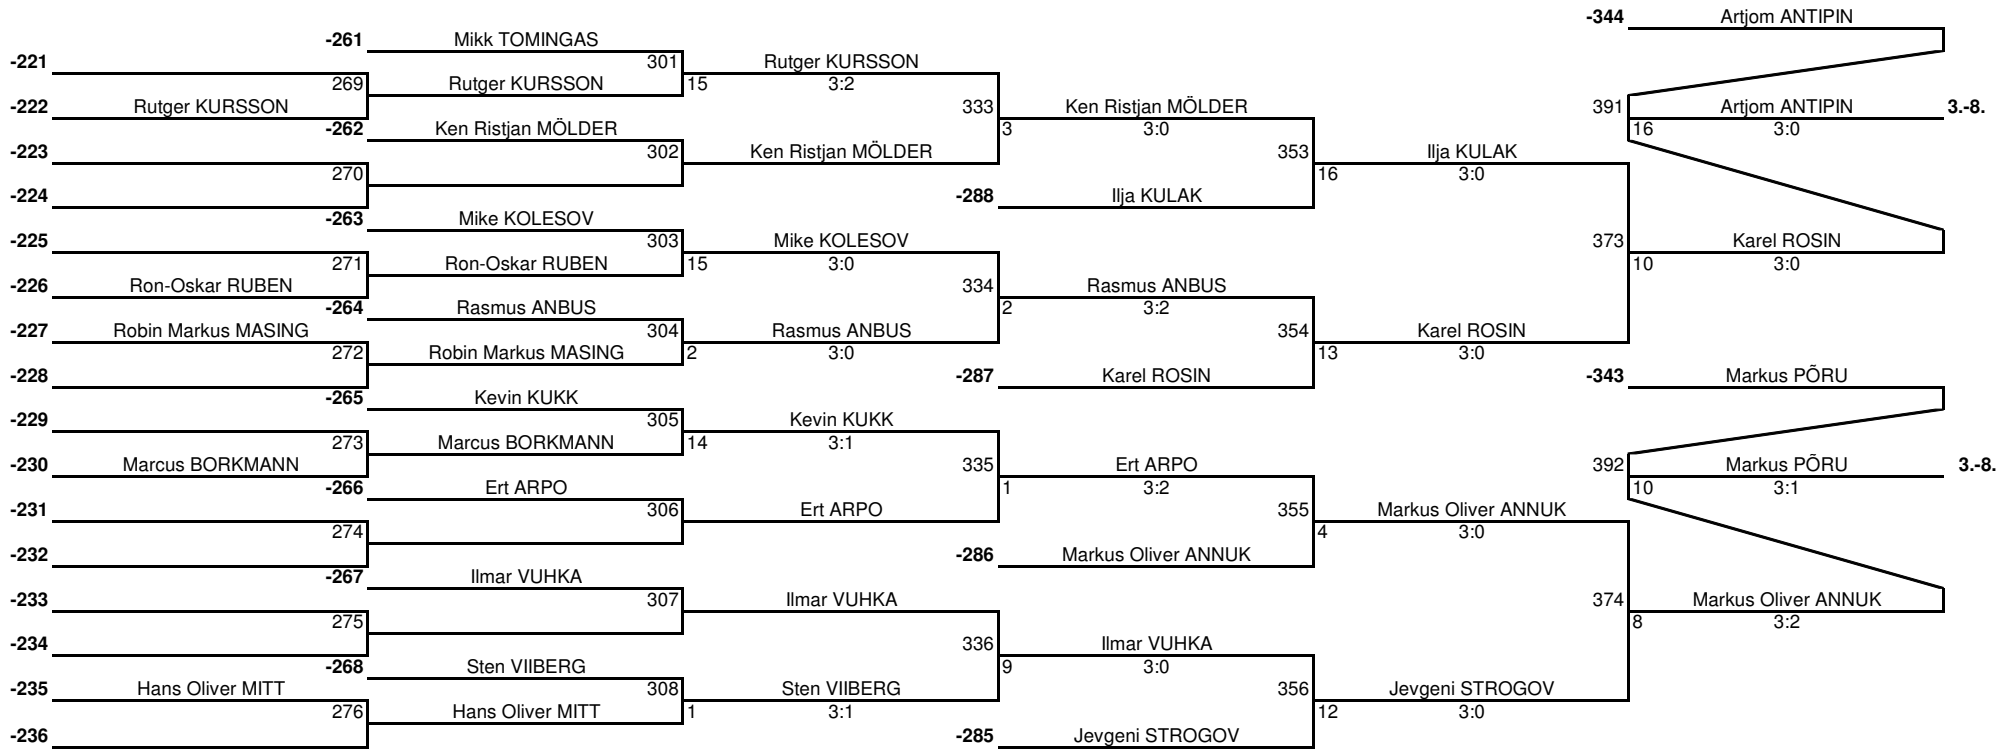 -344 Artjom ANTIPIN
-261 Mikk TOMINGAS
-221 301 Rutger KURSSON
269 Rutger KURSSON 15 3:2
-222 Rutger KURSSON 333 Ken Ristjan MÖLDER 391 Artjom ANTIPIN 3.-8.
-262 Ken Ristjan MÖLDER 3 3:0 16 3:0
-223 302 Ken Ristjan MÖLDER 353 Ilja KULAK
270 16 3:0
-224 -288 Ilja KULAK
-263 Mike KOLESOV
-225 303 Mike KOLESOV 373 Karel ROSIN
271 Ron-Oskar RUBEN 15 3:0 10 3:0
-226 Ron-Oskar RUBEN 334 Rasmus ANBUS
-264 Rasmus ANBUS 2 3:2
-227 Robin Markus MASING 304 Rasmus ANBUS 354 Karel ROSIN
272 Robin Markus MASING 2 3:0 13 3:0
-228 -287 Karel ROSIN -343 Markus PÕRU
-265 Kevin KUKK
-229 305 Kevin KUKK
273 Marcus BORKMANN 14 3:1
-230 Marcus BORKMANN 335 Ert ARPO 392 Markus PÕRU 3.-8.
-266 Ert ARPO 1 3:2 10 3:1
-231 306 Ert ARPO 355 Markus Oliver ANNUK
274 4 3:0
-232 -286 Markus Oliver ANNUK
-267 Ilmar VUHKA
-233 307 Ilmar VUHKA 374 Markus Oliver ANNUK
275 8 3:2
-234 336 Ilmar VUHKA
-268 Sten VIIBERG 9 3:0
-235 Hans Oliver MITT 308 Sten VIIBERG 356 Jevgeni STROGOV
276 Hans Oliver MITT 1 3:1 12 3:0
-236 -285 Jevgeni STROGOV